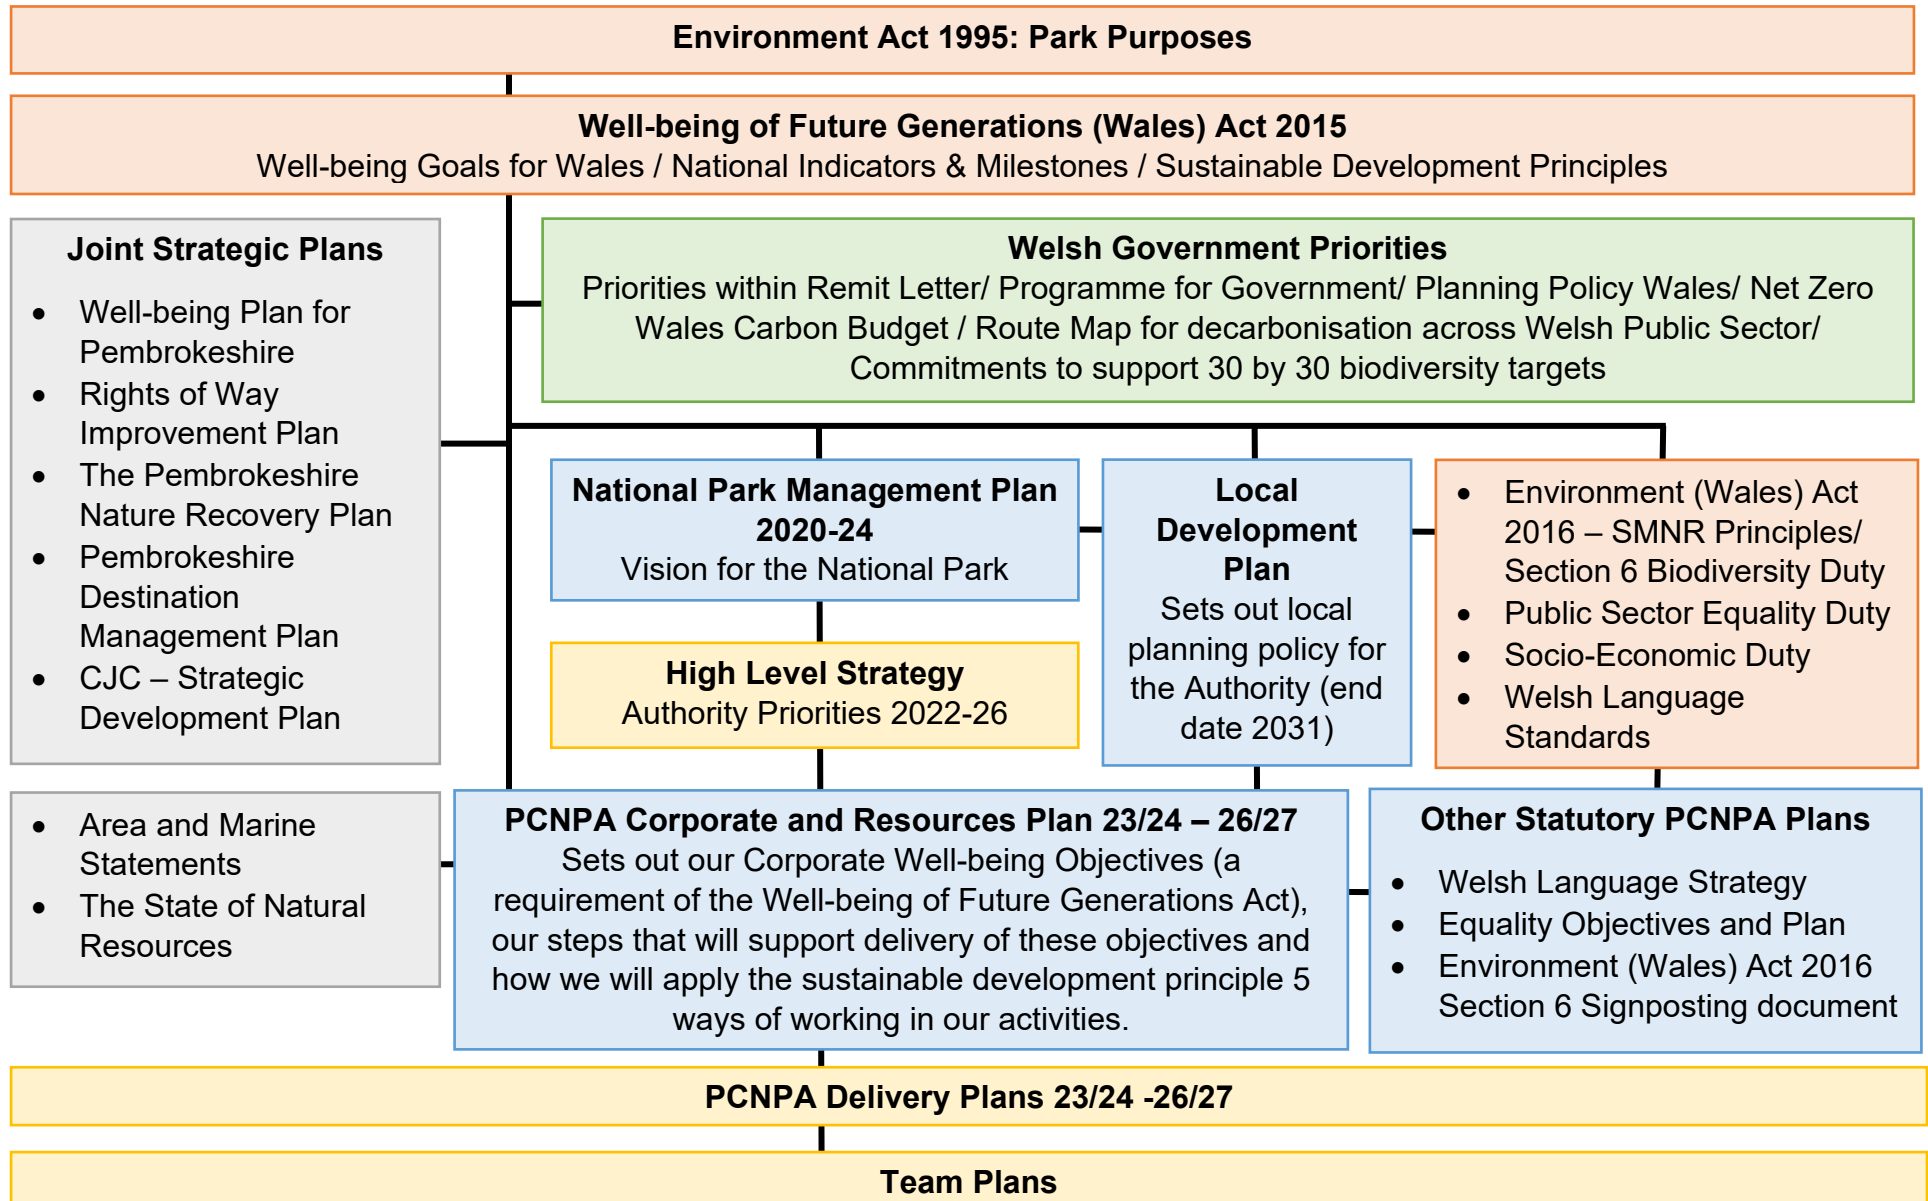 Environment Act 1995: Park Purposes
Well-being of Future Generations (Wales) Act 2015
Well-being Goals for Wales / National Indicators & Milestones / Sustainable Development Principles
Joint Strategic Plans
• Well-being Plan for
Pembrokeshire
• Rights of Way
Improvement Plan
• The Pembrokeshire
Nature Recovery Plan
• Pembrokeshire
Destination
Management Plan
• CJC – Strategic
Development Plan
Welsh Government Priorities
Priorities within Remit Letter/ Programme for Government/ Planning Policy Wales/ Net Zero
Wales Carbon Budget / Route Map for decarbonisation across Welsh Public Sector/
Commitments to support 30 by 30 biodiversity targets
National Park Management Plan
2020-24
Vision for the National Park
High Level Strategy
Authority Priorities 2022-26
Local
Development
Plan
Sets out local
planning policy for
the Authority (end
date 2031)
• Environment (Wales) Act
2016 – SMNR Principles/
Section 6 Biodiversity Duty
• Public Sector Equality Duty
• Socio-Economic Duty
• Welsh Language
Standards
• Area and Marine
Statements
• The State of Natural
Resources
PCNPA Corporate and Resources Plan 23/24 – 26/27
Sets out our Corporate Well-being Objectives (a
requirement of the Well-being of Future Generations Act),
our steps that will support delivery of these objectives and
how we will apply the sustainable development principle 5
ways of working in our activities.
Other Statutory PCNPA Plans
• Welsh Language Strategy
• Equality Objectives and Plan
• Environment (Wales) Act 2016
Section 6 Signposting document
PCNPA Delivery Plans 23/24 -26/27
Team Plans